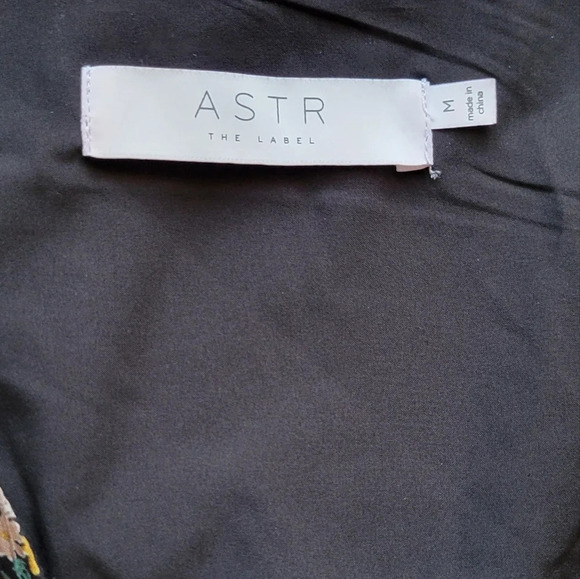 ASTR
THE LABEL
M
made in
china